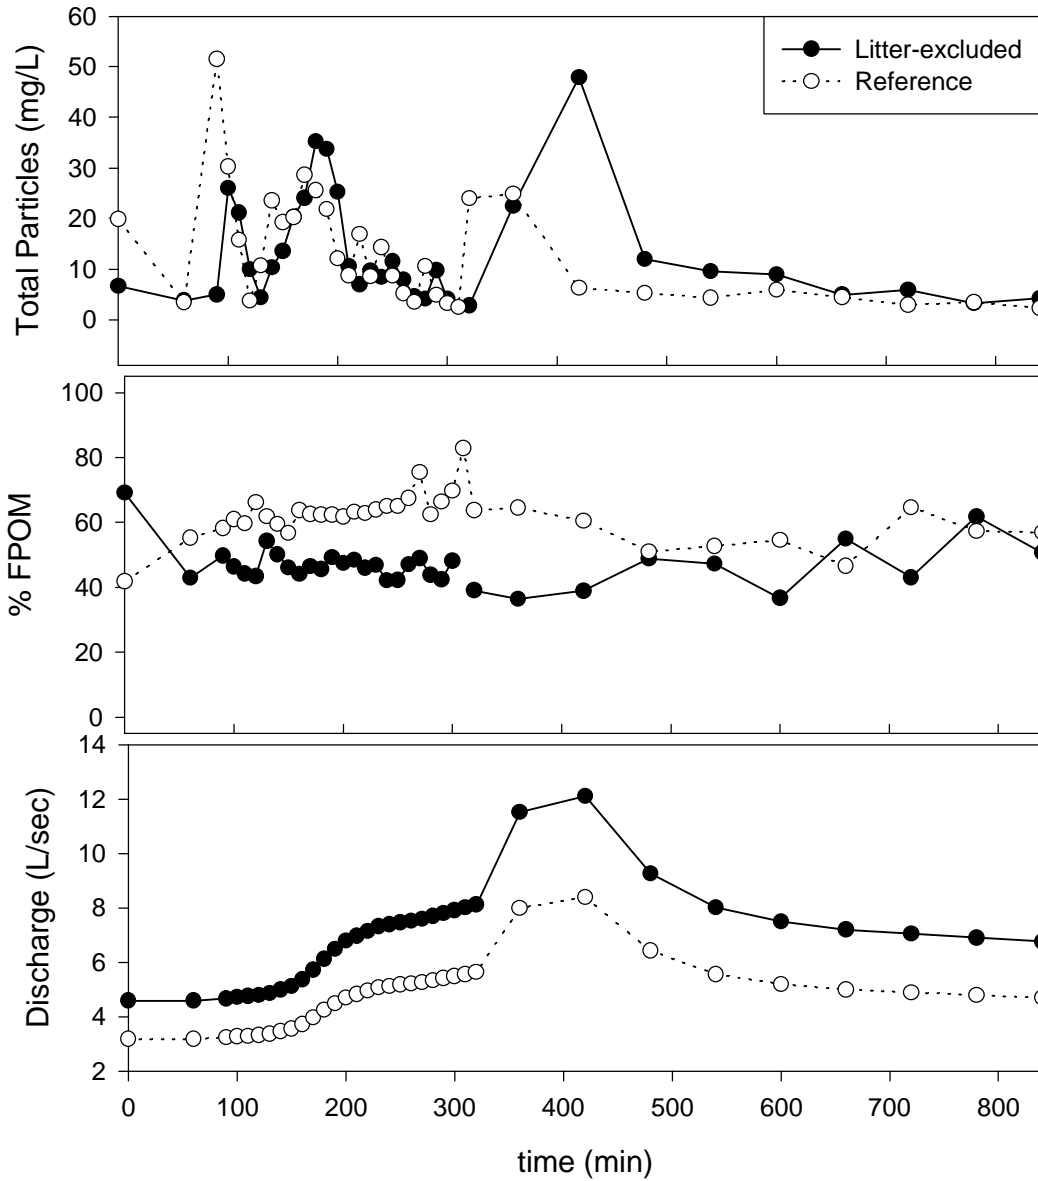 Total Particles (mg/L)
60
50
40
30
20
10
0
Litter-excluded
Reference
% FPOM
100
80
60
40
20
0
Discharge (L/sec)
14
12
10
8
6
4
2
0 100 200 300 400 500 600 700 800
time (min)